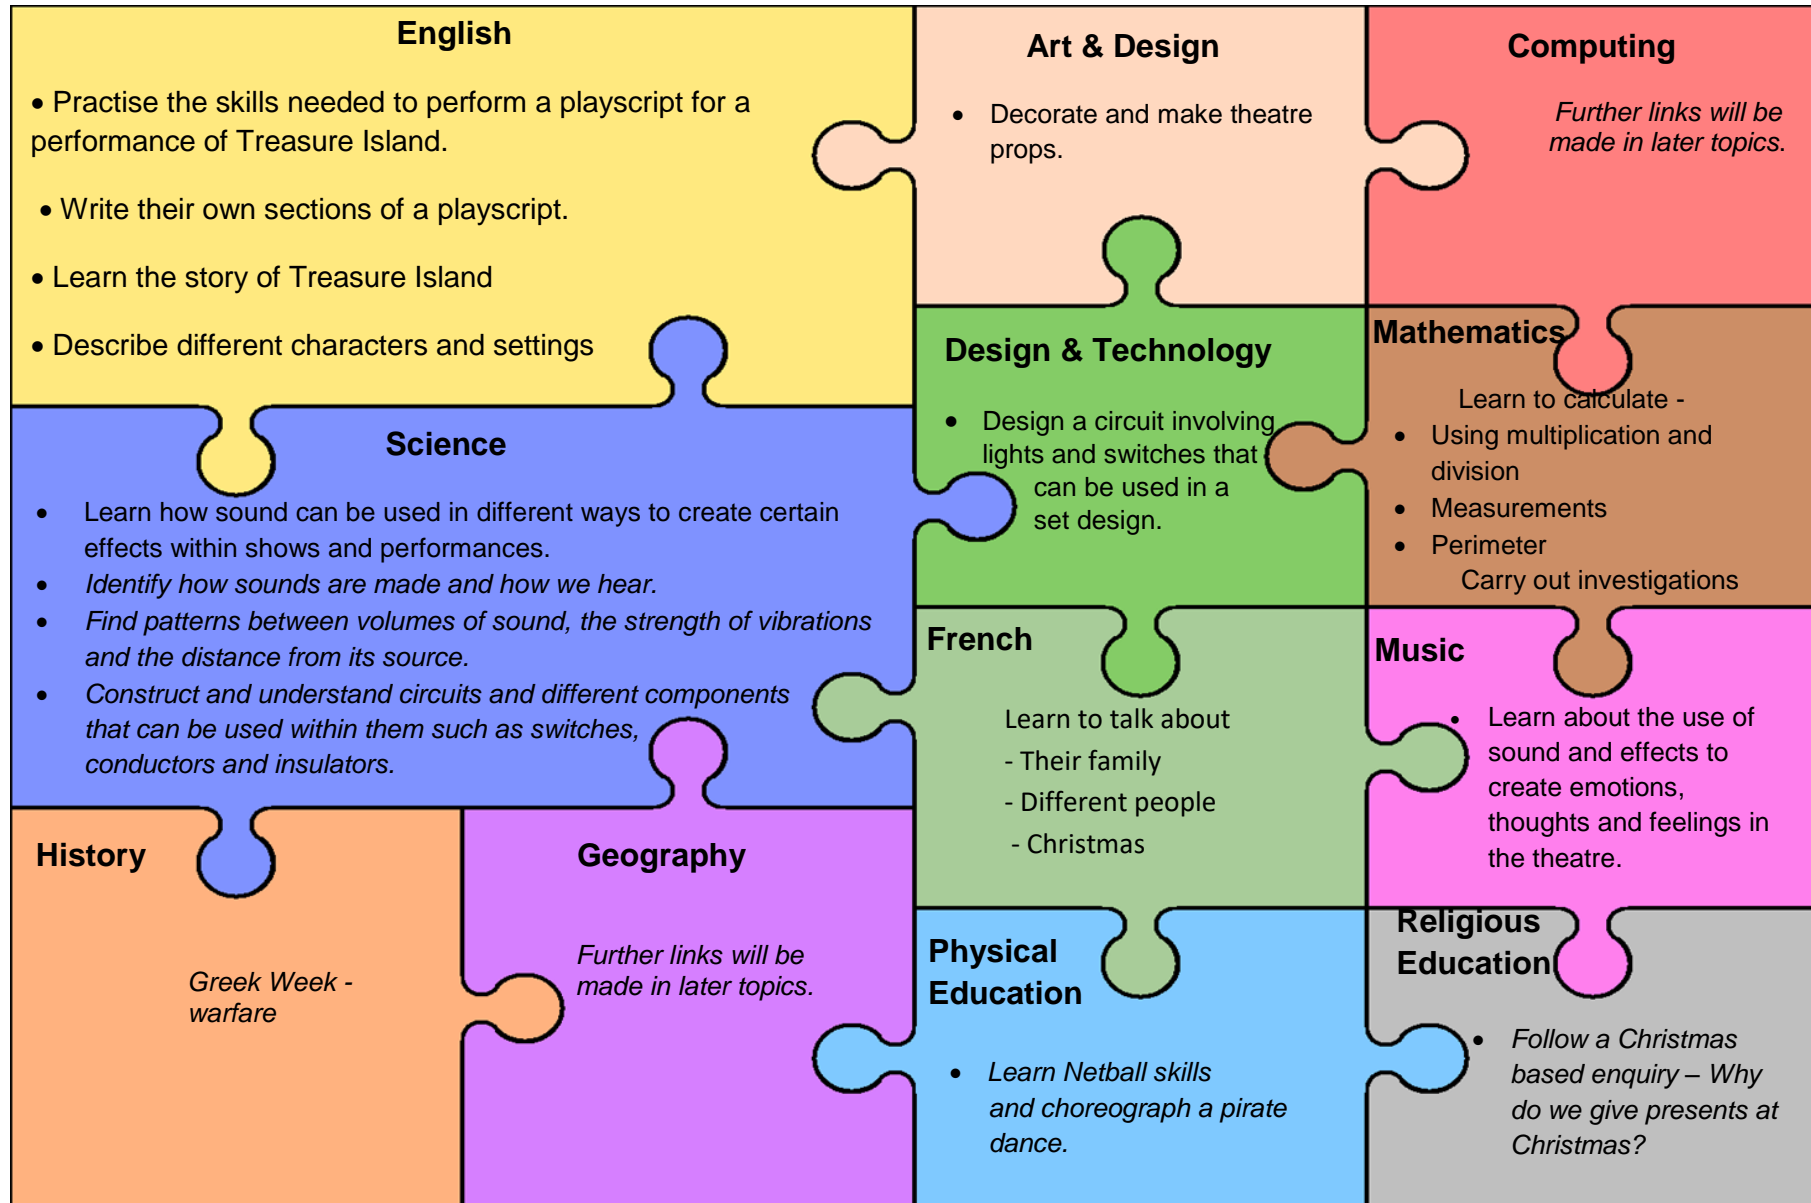 English
• Practise the skills needed to perform a playscript for a
performance of Treasure Island.
• Write their own sections of a playscript.
• Learn the story of Treasure Island
• Describe different characters and settings
Art & Design
• Decorate and make theatre
props.
Computing
Further links will be
made in later topics.
Science
• Learn how sound can be used in different ways to create certain
effects within shows and performances.
• Identify how sounds are made and how we hear.
• Find patterns between volumes of sound, the strength of vibrations
and the distance from its source.
• Construct and understand circuits and different components
that can be used within them such as switches,
conductors and insulators.
Design & Technology
• Design a circuit involving
lights and switches that
can be used in a
set design.
Mathematics
Learn to calculate -
• Using multiplication and
division
• Measurements
• Perimeter
Carry out investigations
French
Learn to talk about
- Their family
- Different people
- Christmas
Music
• Learn about the use of
sound and effects to
create emotions,
thoughts and feelings in
the theatre.
History
Greek Week -
warfare
Geography
Further links will be
made in later topics.
Physical
Education
• Learn Netball skills
and choreograph a pirate
dance.
Religious
Education
• Follow a Christmas
based enquiry – Why
do we give presents at
Christmas?